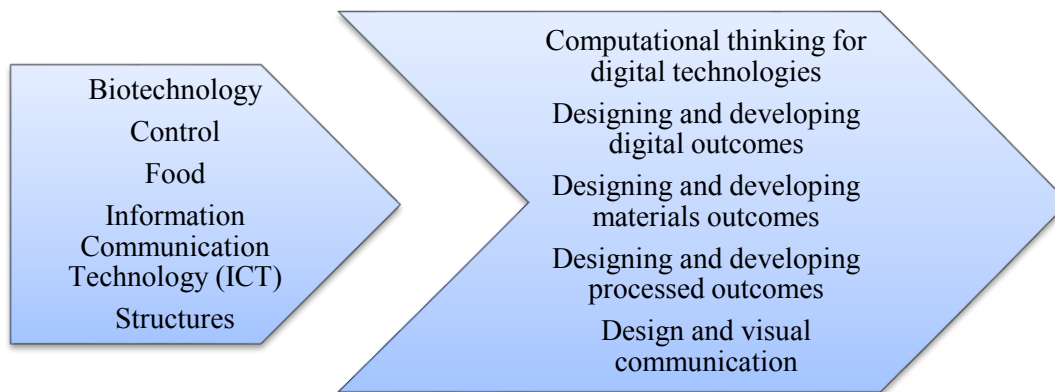 Biotechnology
Control
Food
Information
Communication
Technology (ICT)
Structures
Computational thinking for
digital technologies
Designing and developing
digital outcomes
Designing and developing
materials outcomes
Designing and developing
processed outcomes
Design and visual
communication